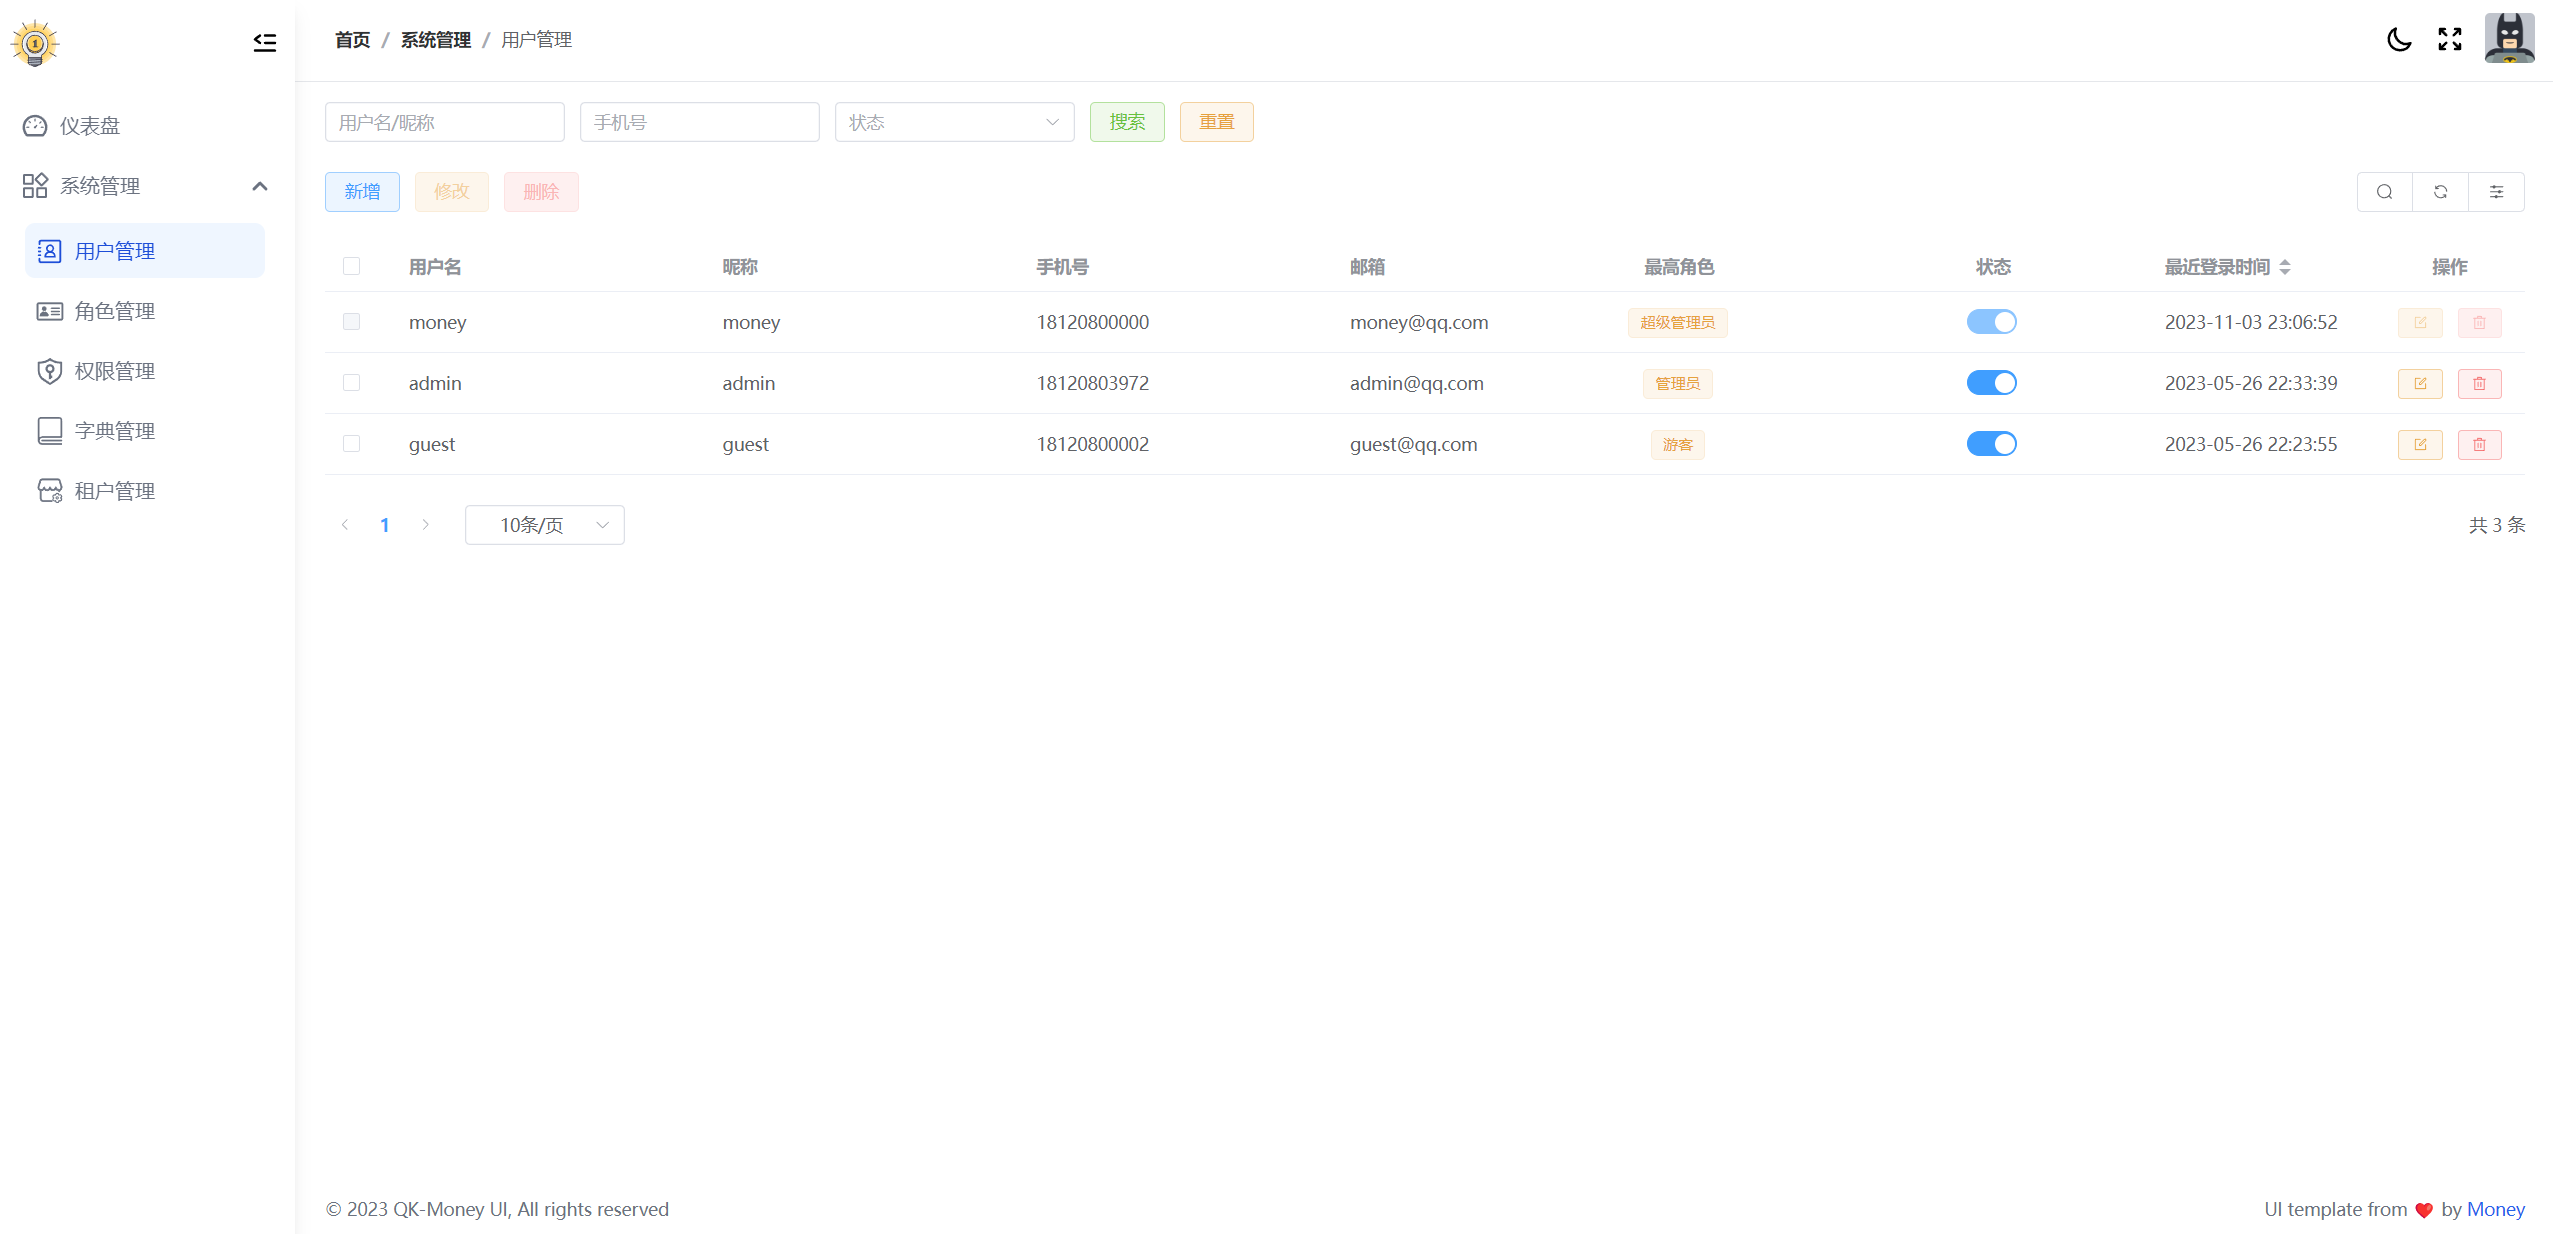 首页 / 系统管理 / 用户管理
仪表盘
系统管理
用户管理
角色管理
权限管理
字典管理
租户管理
用户名/昵称 手机号 状态 搜索 重置
新增 修改 删除
用户名 昵称 手机号 邮箱 最高角色 状态 最近登录时间 操作
money money 18120800000 money@qq.com 超级管理员 2023-11-03 23:06:52
admin admin 18120803972 admin@qq.com 管理员 2023-05-26 22:33:39
guest guest 18120800002 guest@qq.com 游客 2023-05-26 22:23:55
1 10条/页 共 3 条
© 2023 QK-Money UI, All rights reserved
UI template from ❤️ by Money